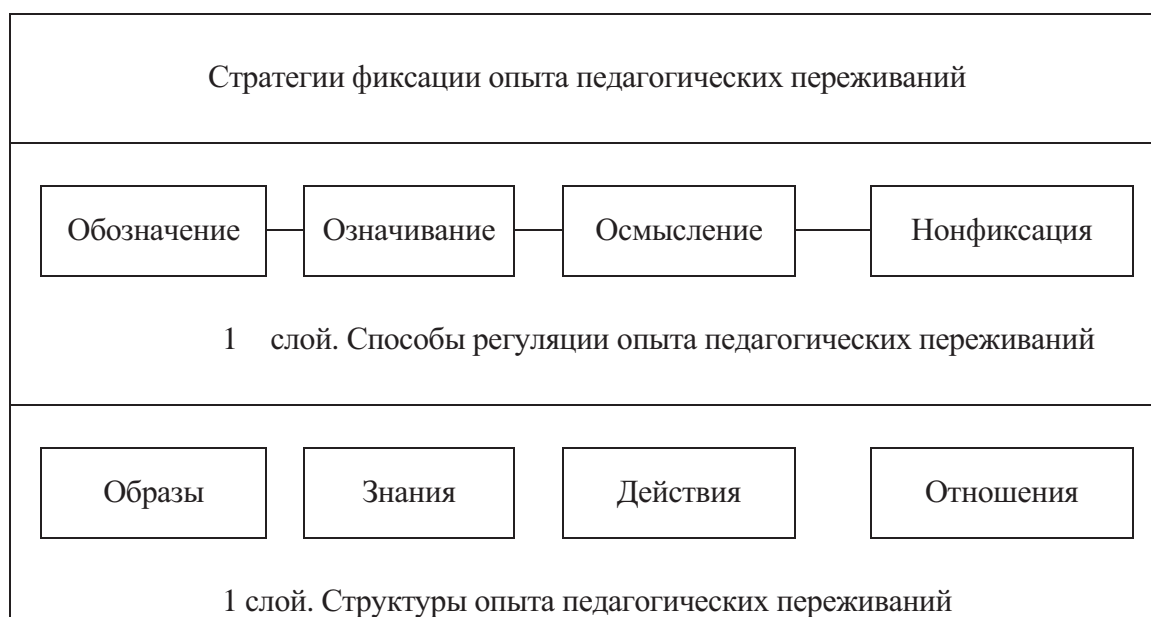 Стратегии фиксации опыта педагогических переживаний
Обозначение Означивание Осмысление Нонфиксация
1 слой. Способы регуляции опыта педагогических переживаний
Образы Знания Действия Отношения
1 слой. Структуры опыта педагогических переживаний